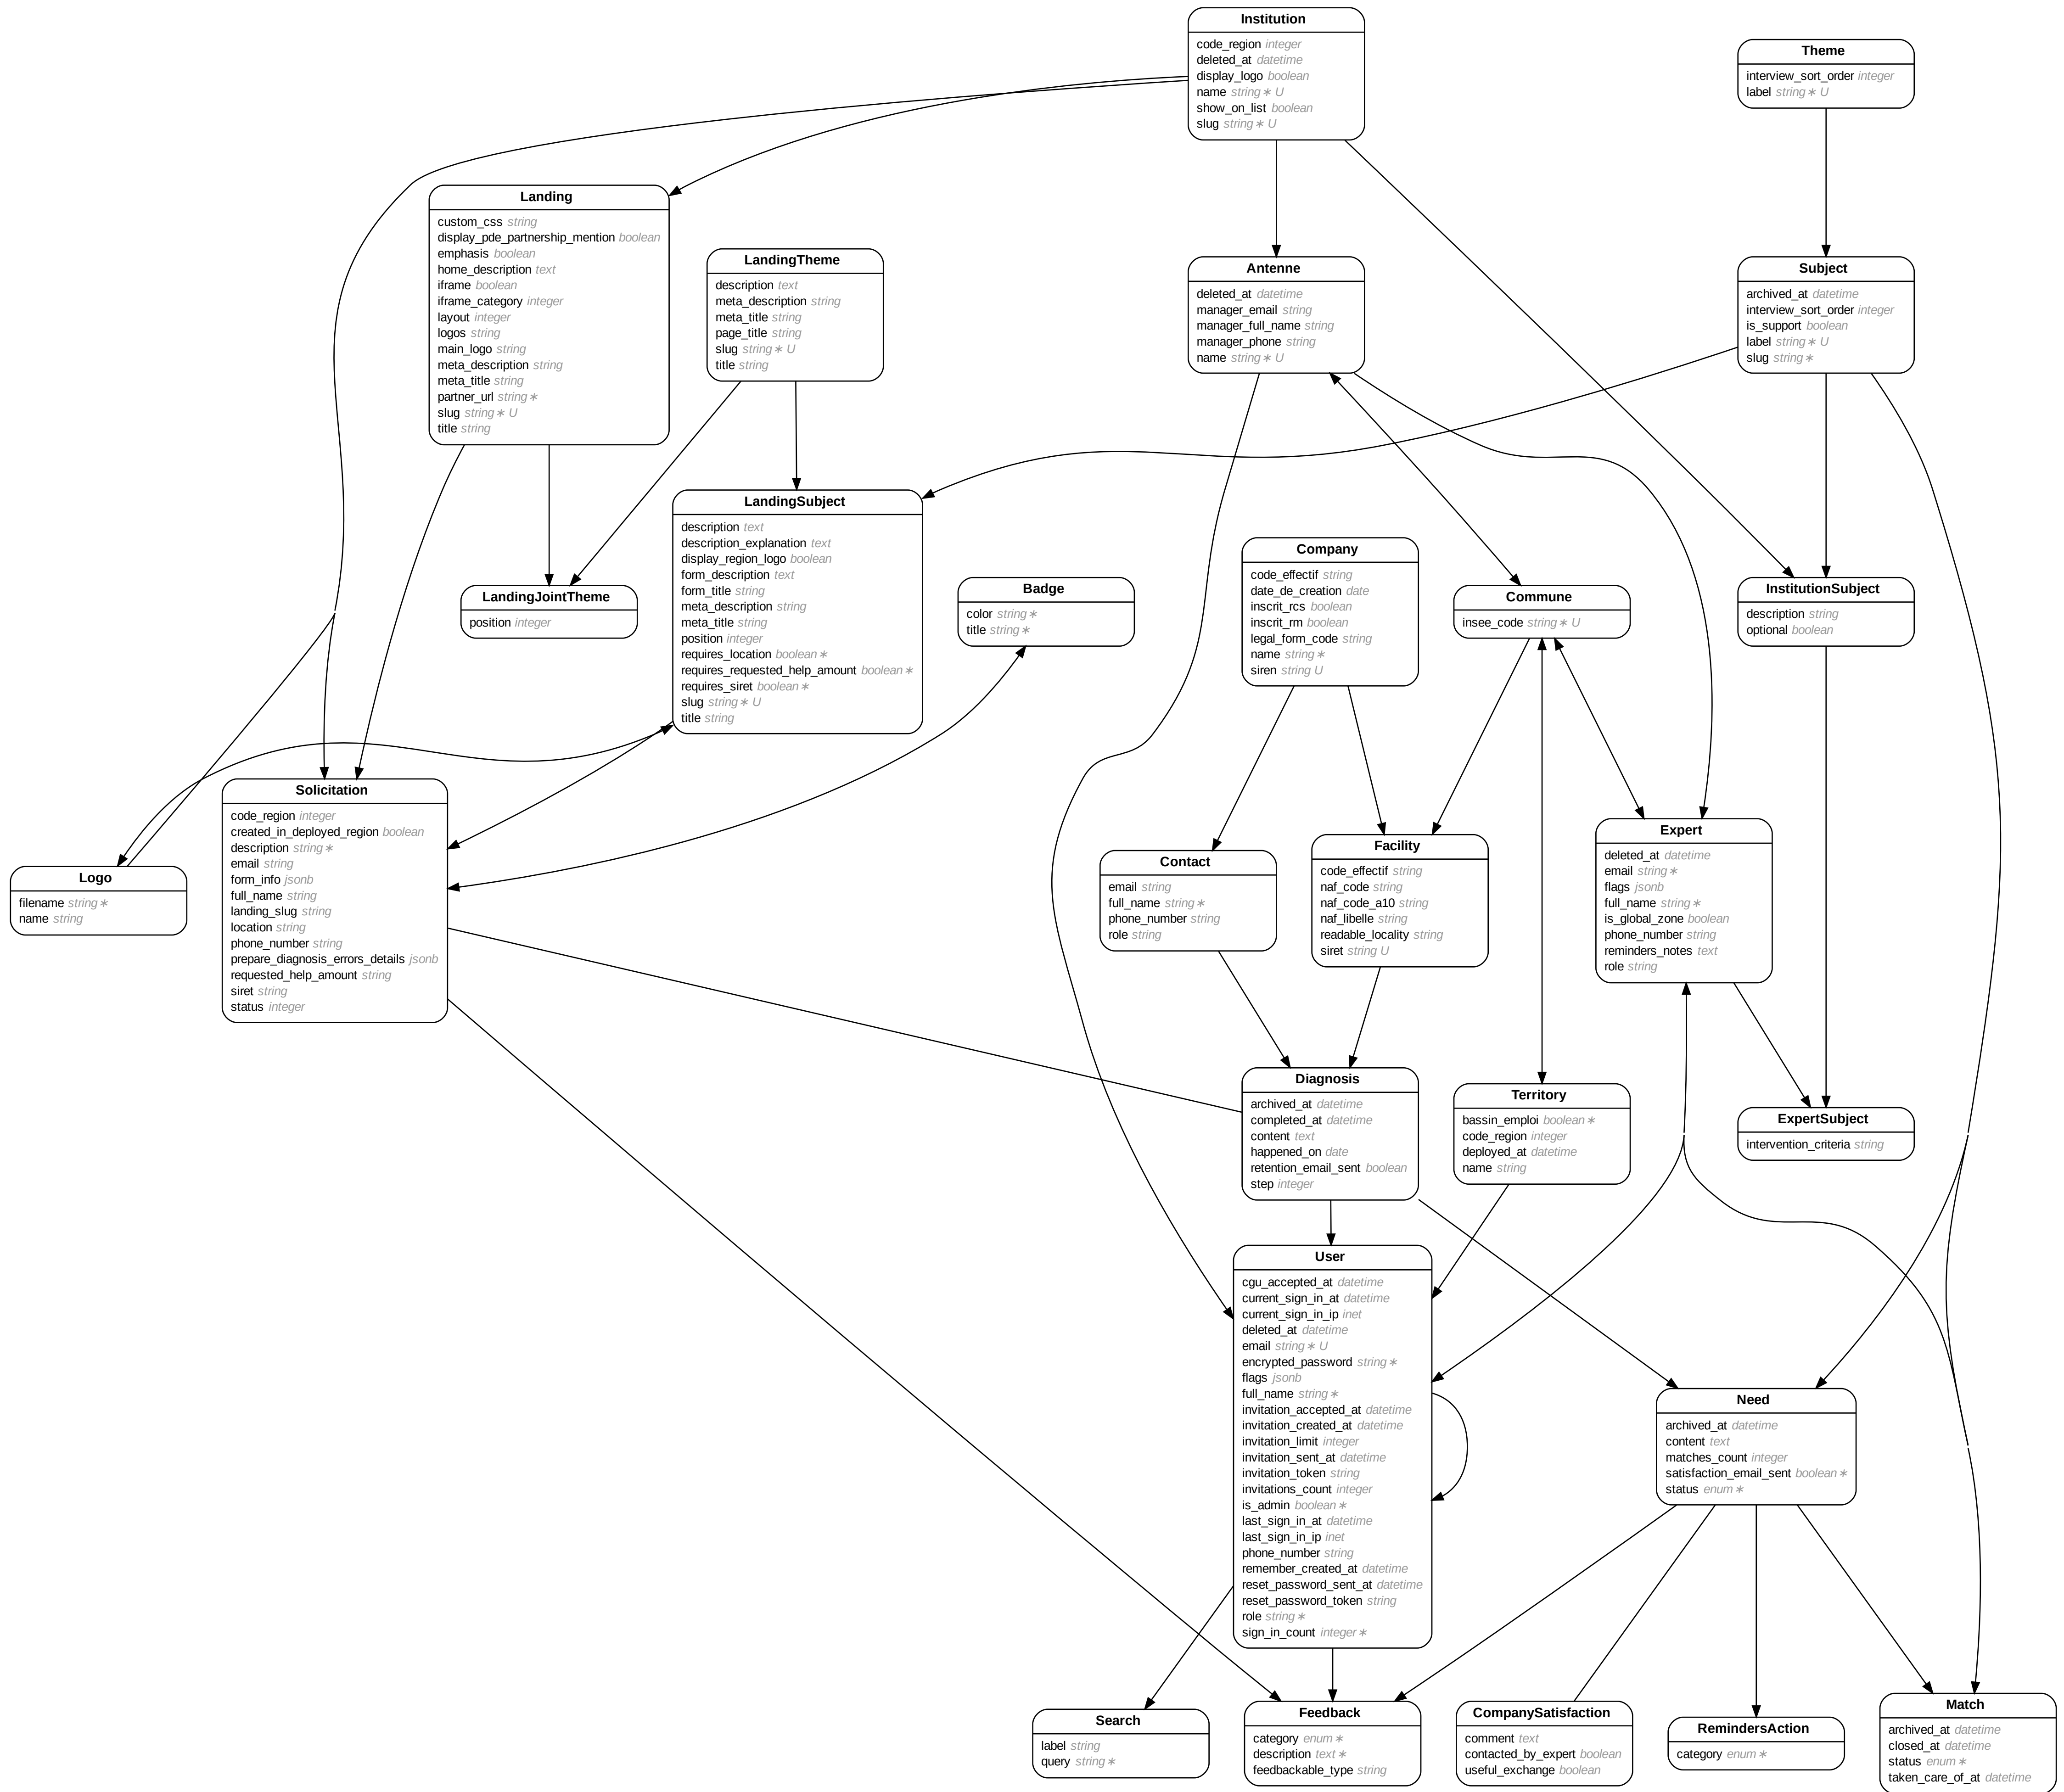 Institution
code_region integer
deleted_at datetime
display_logo boolean
name string∗ U
show_on_list boolean
slug string∗ U
Theme
interview_sort_order integer
label string∗ U
Landing
custom_css string
display_pde_partnership_mention boolean
emphasis boolean
home_description text
iframe boolean
iframe_category integer
layout integer
logos string
main_logo string
meta_description string
meta_title string
partner_url string∗
slug string∗ U
title string
LandingTheme
description text
meta_description string
meta_title string
page_title string
slug string∗ U
title string
Antenne
deleted_at datetime
manager_email string
manager_full_name string
manager_phone string
name string∗ U
Subject
archived_at datetime
interview_sort_order integer
is_support boolean
label string∗ U
slug string∗
LandingSubject
description text
description_explanation text
display_region_logo boolean
form_description text
form_title string
meta_description string
meta_title string
position integer
requires_location boolean∗
requires_requested_help_amount boolean∗
requires_siret boolean∗
slug string∗ U
title string
LandingJointTheme
position integer
Badge
color string∗
title string∗
Company
code_effectif string
date_de_creation date
inscrit_rcs boolean
inscrit_rm boolean
legal_form_code string
name string∗
siren string U
Commune
insee_code string∗ U
InstitutionSubject
description string
optional boolean
Solicitation
code_region integer
created_in_deployed_region boolean
description string∗
email string
form_info jsonb
full_name string
landing_slug string
location string
phone_number string
prepare_diagnosis_errors_details jsonb
requested_help_amount string
siret string
status integer
Logo
filename string∗
name string
Contact
email string
full_name string∗
phone_number string
role string
Facility
code_effectif string
naf_code string
naf_code_a10 string
naf_libelle string
readable_locality string
siret string U
Expert
deleted_at datetime
email string∗
flags jsonb
full_name string∗
is_global_zone boolean
phone_number string
reminders_notes text
role string
Diagnosis
archived_at datetime
completed_at datetime
content text
happened_on date
retention_email_sent boolean
step integer
Territory
bassin_emploi boolean∗
code_region integer
deployed_at datetime
name string
ExpertSubject
intervention_criteria string
User
cgu_accepted_at datetime
current_sign_in_at datetime
current_sign_in_ip inet
deleted_at datetime
email string∗ U
encrypted_password string∗
flags jsonb
full_name string∗
invitation_accepted_at datetime
invitation_created_at datetime
invitation_limit integer
invitation_sent_at datetime
invitation_token string
invitations_count integer
is_admin boolean∗
last_sign_in_at datetime
last_sign_in_ip inet
phone_number string
remember_created_at datetime
reset_password_sent_at datetime
reset_password_token string
role string∗
sign_in_count integer∗
Need
archived_at datetime
content text
matches_count integer
satisfaction_email_sent boolean∗
status enum∗
Search
label string
query string∗
Feedback
category enum∗
description text∗
feedbackable_type string
CompanySatisfaction
comment text
contacted_by_expert boolean
useful_exchange boolean
RemindersAction
category enum∗
Match
archived_at datetime
closed_at datetime
status enum∗
taken_care_of_at datetime